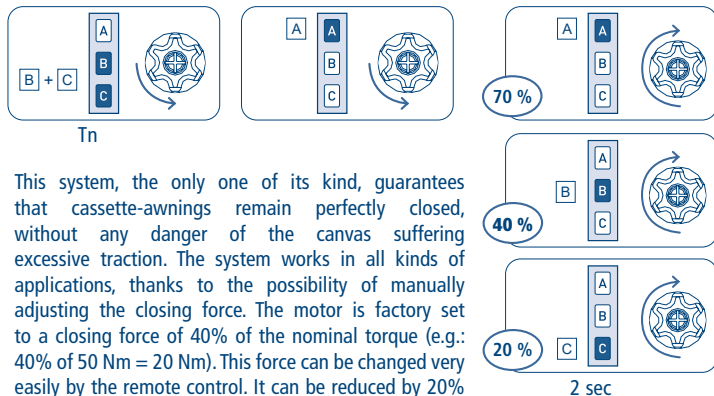 A
B
C
B + C
Tn
A
A
B
C
A
A
B
C
70 %
A
B
B
C
40 %
A
B
C
C
20 %
2 sec
This system, the only one of its kind, guarantees
that cassette-awnings remain perfectly closed,
without any danger of the canvas suffering
excessive traction. The system works in all kinds of
applications, thanks to the possibility of manually
adjusting the closing force. The motor is factory set
to a closing force of 40% of the nominal torque (e.g.:
40% of 50 Nm = 20 Nm). This force can be changed very
easily by the remote control. It can be reduced by 20%